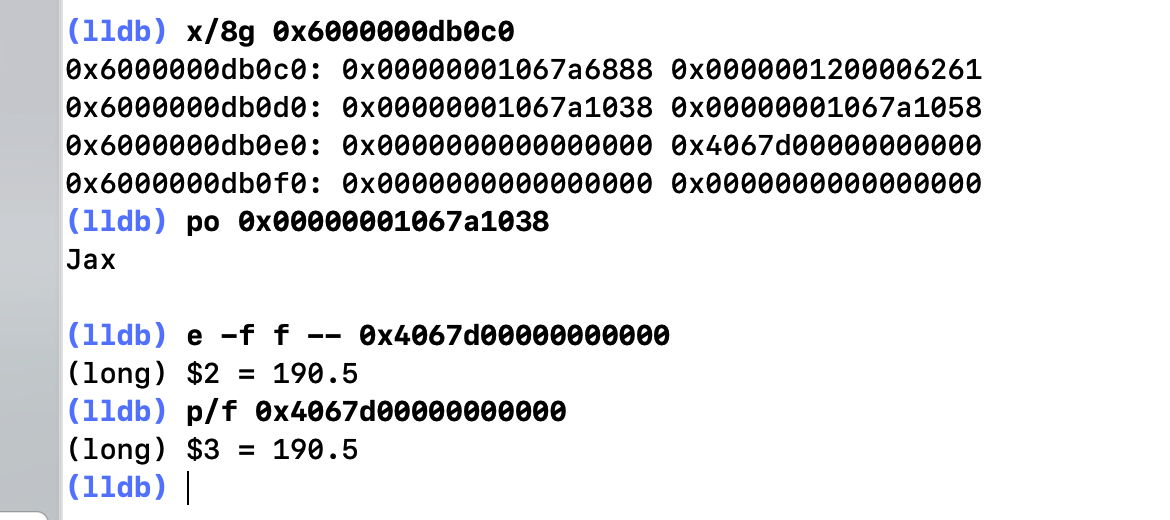 (lldb) x/8g 0x6000000db0c0
0x6000000db0c0: 0x00000001067a6888 0x0000001200006261
0x6000000db0d0: 0x00000001067a1038 0x00000001067a1058
0x6000000db0e0: 0x0000000000000000 0x4067d00000000000
0x6000000db0f0: 0x0000000000000000 0x0000000000000000
(lldb) po 0x00000001067a1038
Jax
(lldb) e -f f -- 0x4067d00000000000
(long) $2 = 190.5
(lldb) p/f 0x4067d00000000000
(long) $3 = 190.5
(lldb)